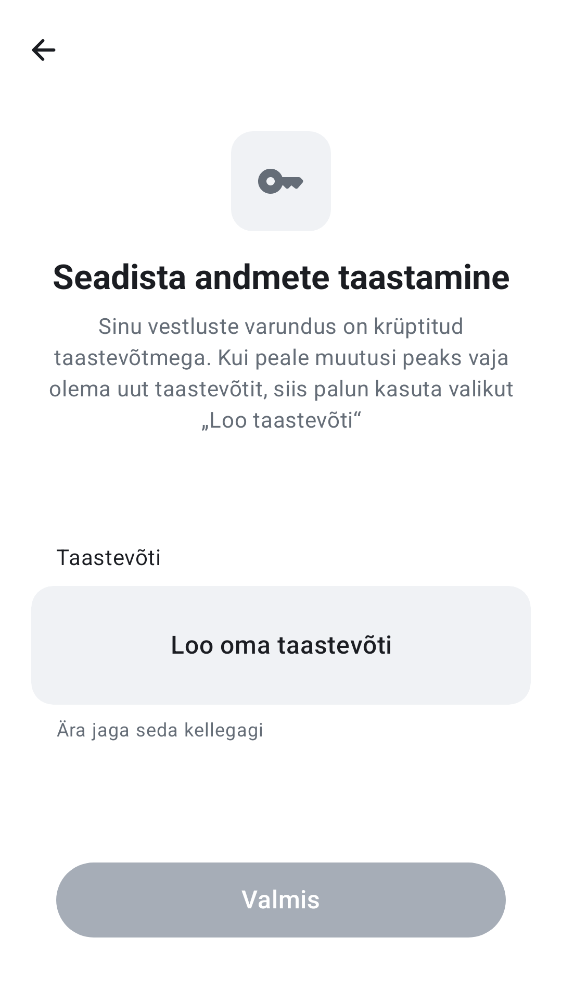 Seadista andmete taastamine
Sinu vestluste varundus on krüptitud
taastevõtmega. Kui peale muutusi peaks vaja
olema uut taastevõtit, siis palun kasuta valikut
„Loo taastevõti“
Taastevõti
Loo oma taastevõti
Ära jaga seda kellegagi
Valmis